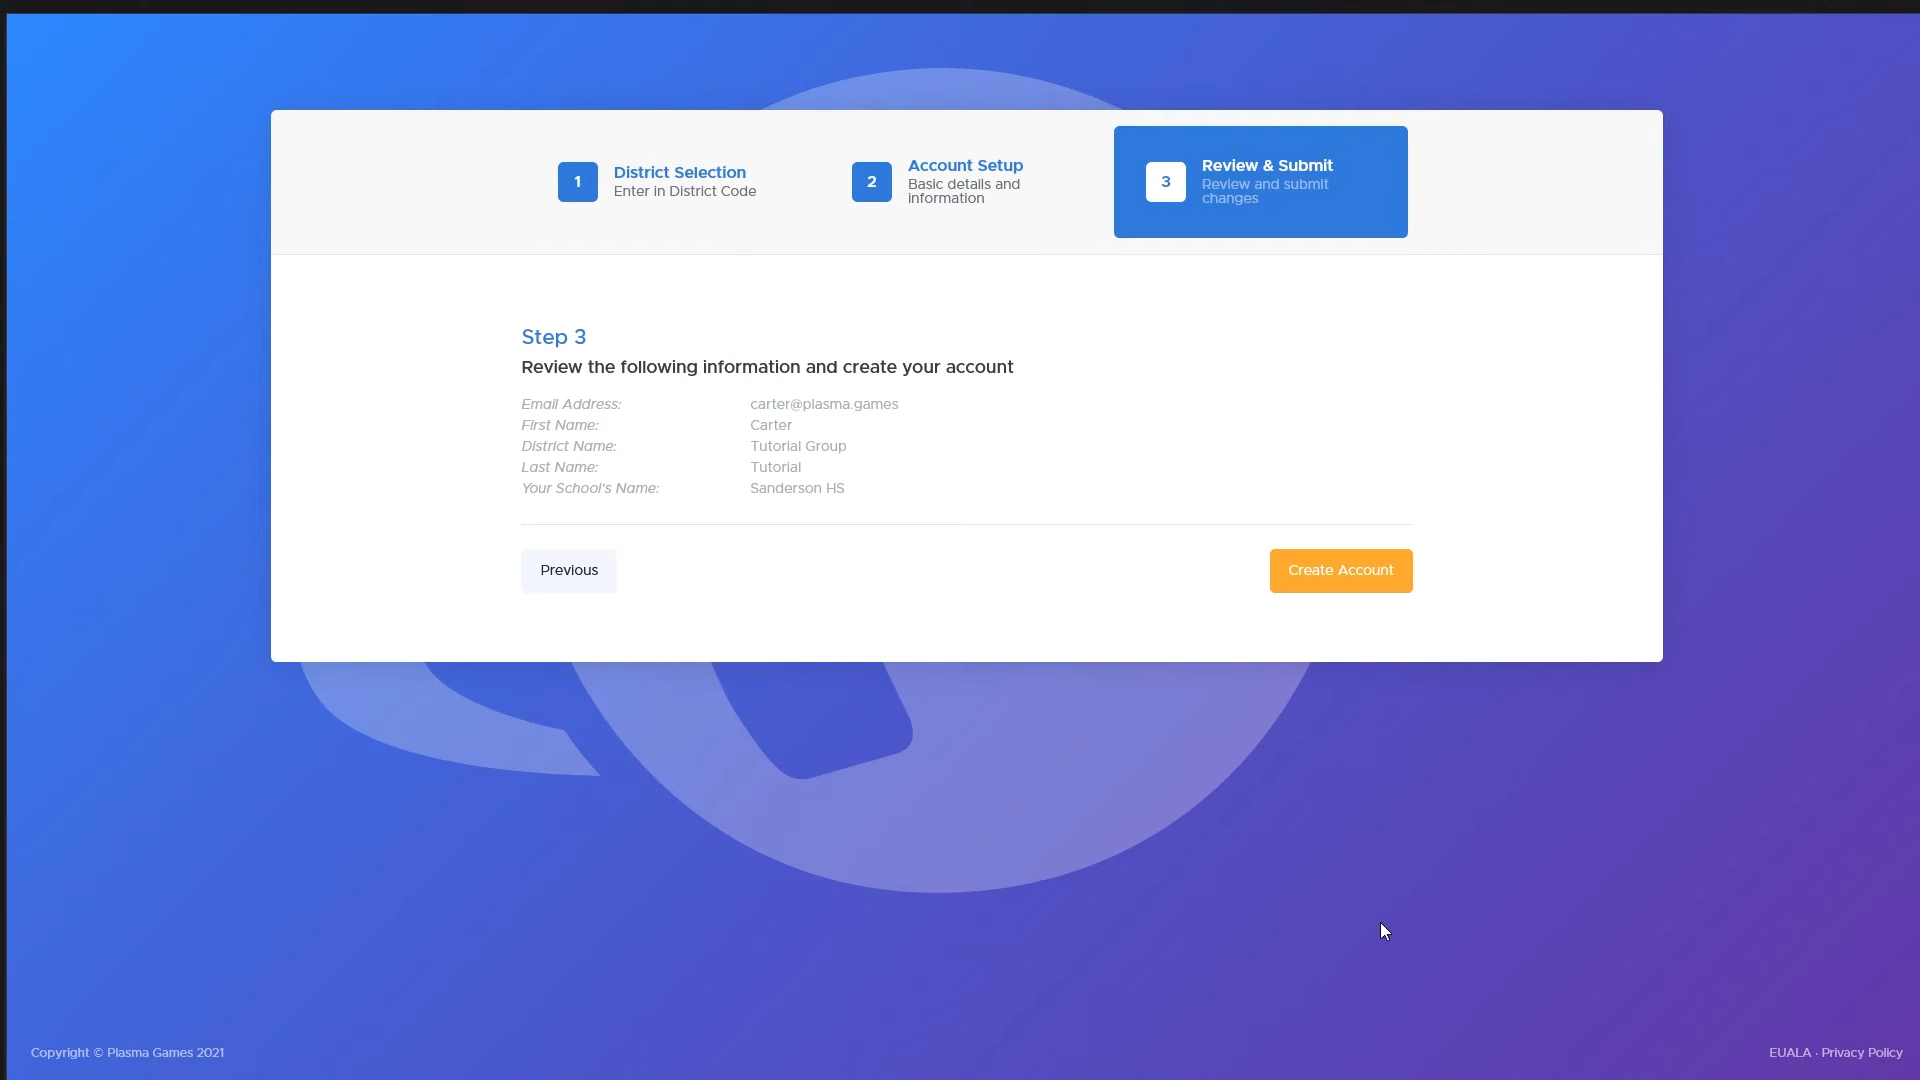 1
District Selection
Enter in District Code
2
Account Setup
Basic details and
information
3
Review & Submit
Review and submit
changes
Step 3
Review the following information and create your account
Email Address: carter@plasma.games
First Name: Carter
District Name: Tutorial Group
Last Name: Tutorial
Your School's Name: Sanderson HS
Previous
Create Account
Copyright © Plasma Games 2021
EUALA · Privacy Policy